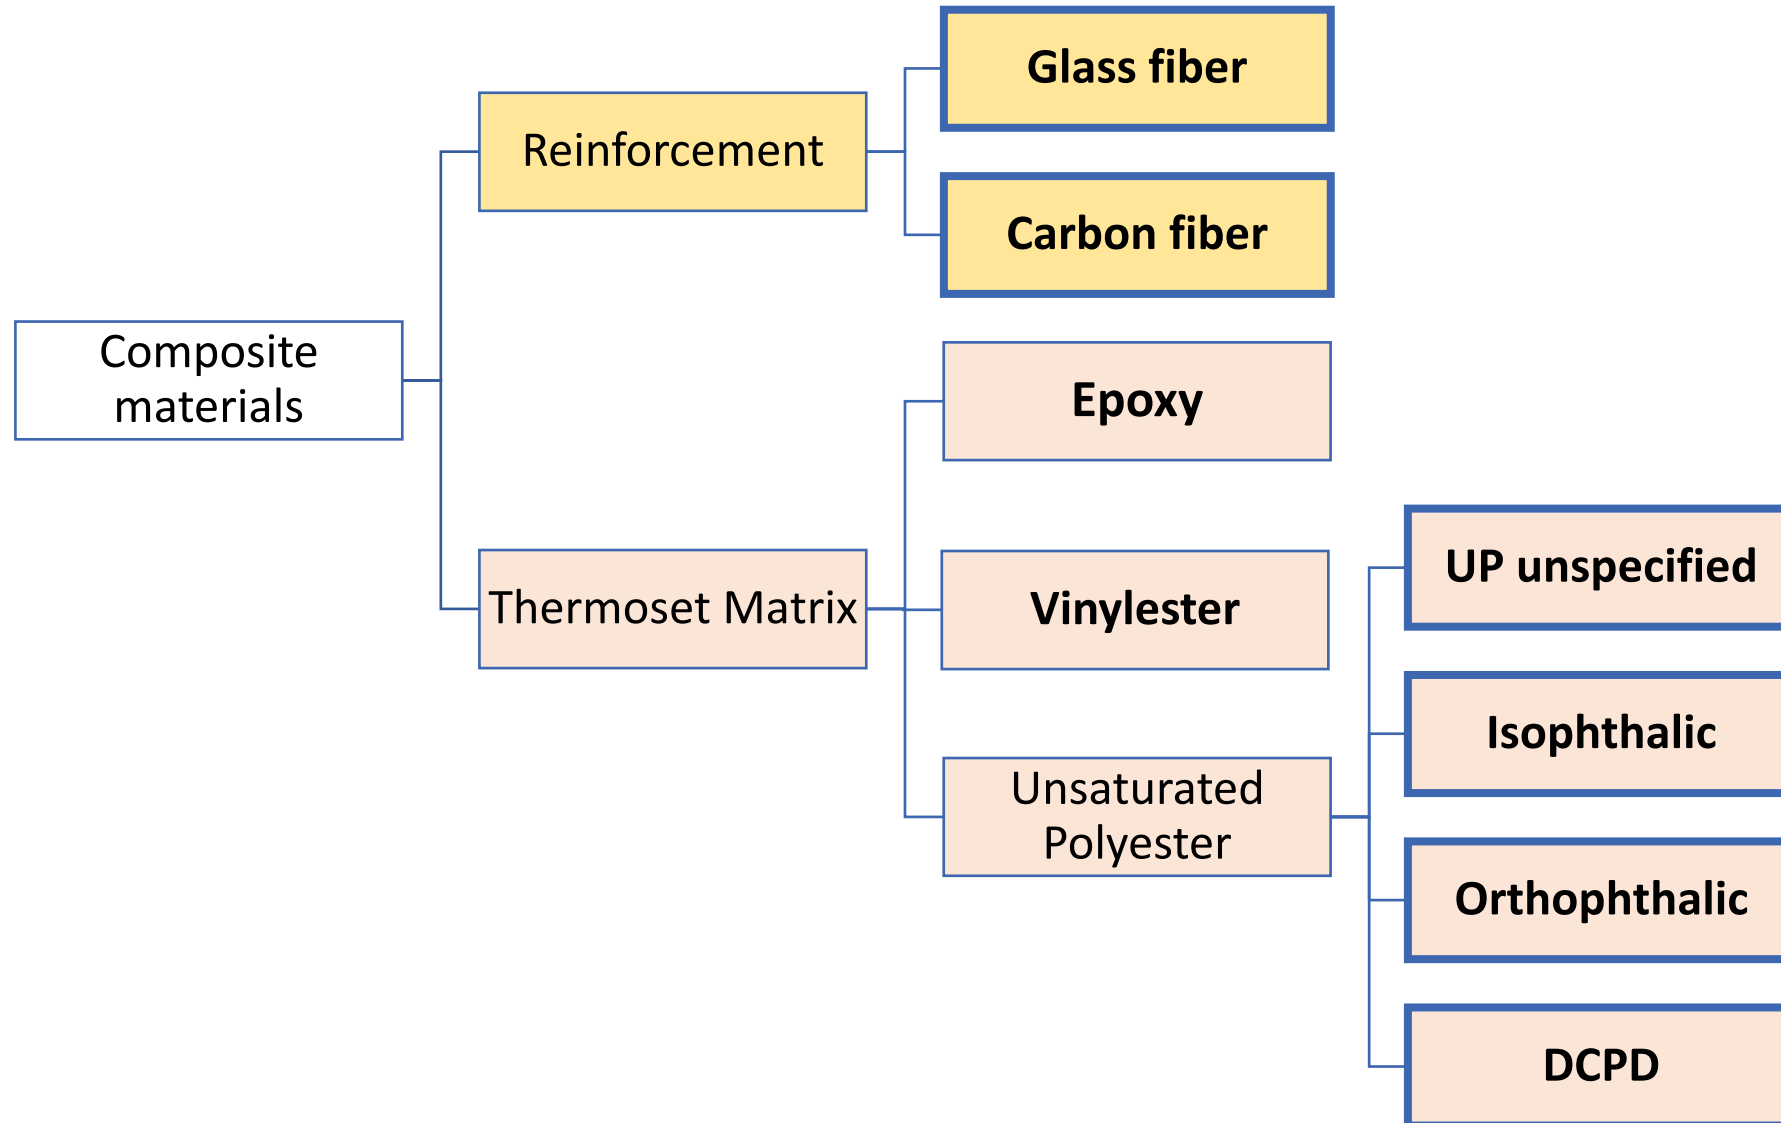 Glass fiber
Reinforcement
Carbon fiber
Composite
materials
Epoxy
UP unspecified
Thermoset Matrix
Vinylester
Isophthalic
Unsaturated
Polyester
Orthophthalic
DCPD